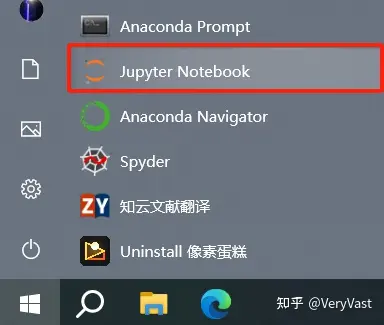 Anaconda Prompt
Jupyter Notebook
Anaconda Navigator
Spyder
ZY 知云文献翻译
Uninstall 像素蛋糕
知乎 @VeryVast